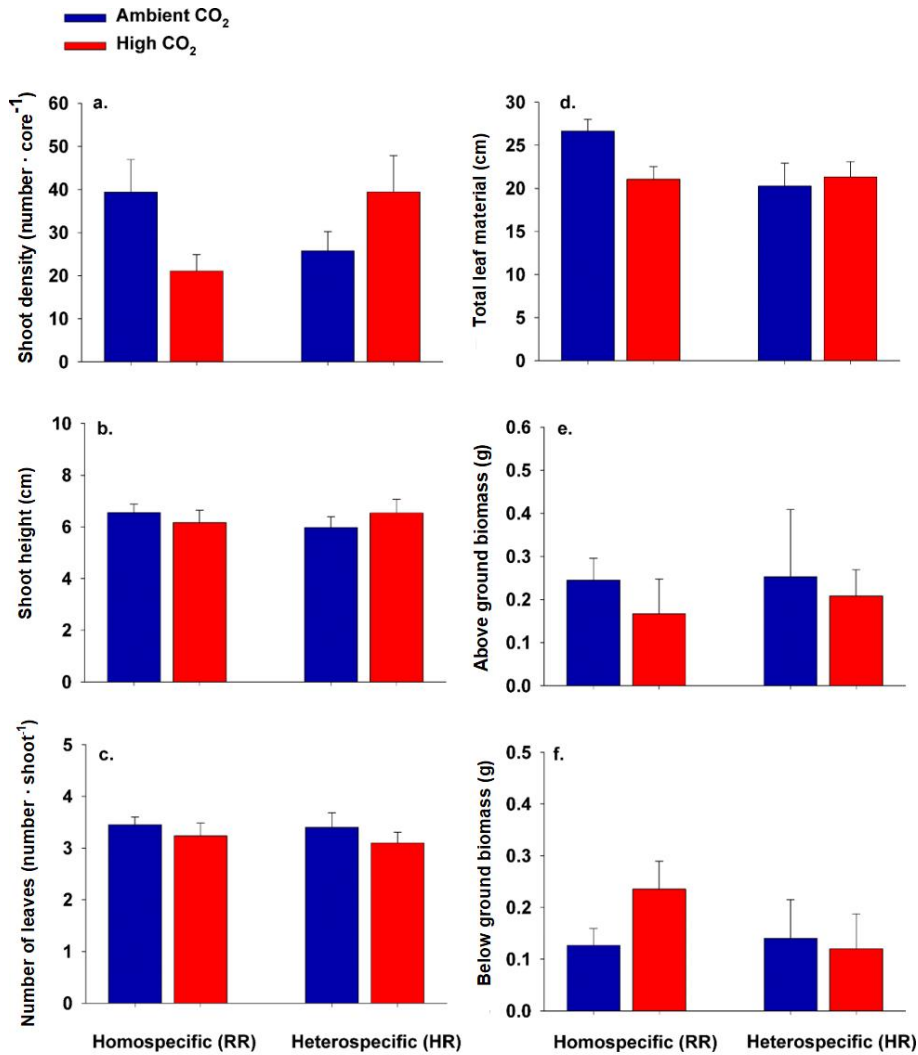 Ambient CO₂
High CO₂
a.
Shoot density (number · core⁻¹)
60
50
40
30
20
10
0
d.
Total leaf material (cm)
30
25
20
15
10
5
0
b.
Shoot height (cm)
10
8
6
4
2
0
e.
Above ground biomass (g)
0.6
0.5
0.4
0.3
0.2
0.1
0.0
c.
Number of leaves (number · shoot⁻¹)
5
4
3
2
1
0
Homospecific (RR) Heterospecific (HR)
f.
Below ground biomass (g)
0.5
0.4
0.3
0.2
0.1
0.0
Homospecific (RR) Heterospecific (HR)